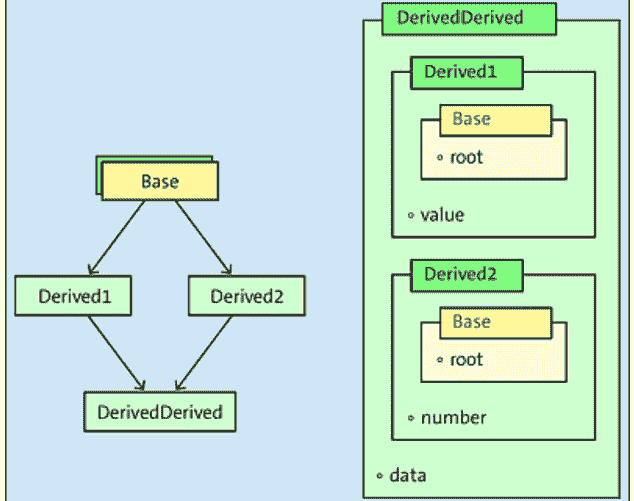 Base
Derived1
Derived2
DerivedDerived
DerivedDerived
Derived1
Base
root
value
Derived2
Base
root
number
data